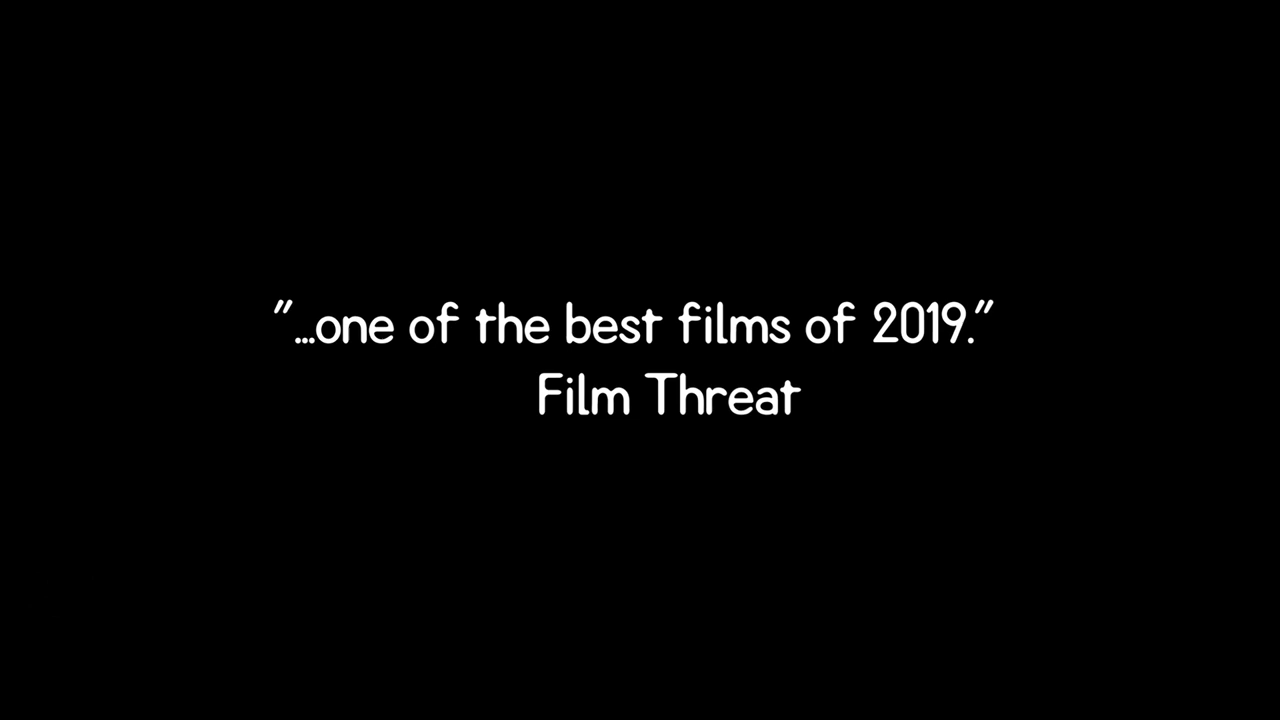 "...one of the best films of 2019."
Film Threat